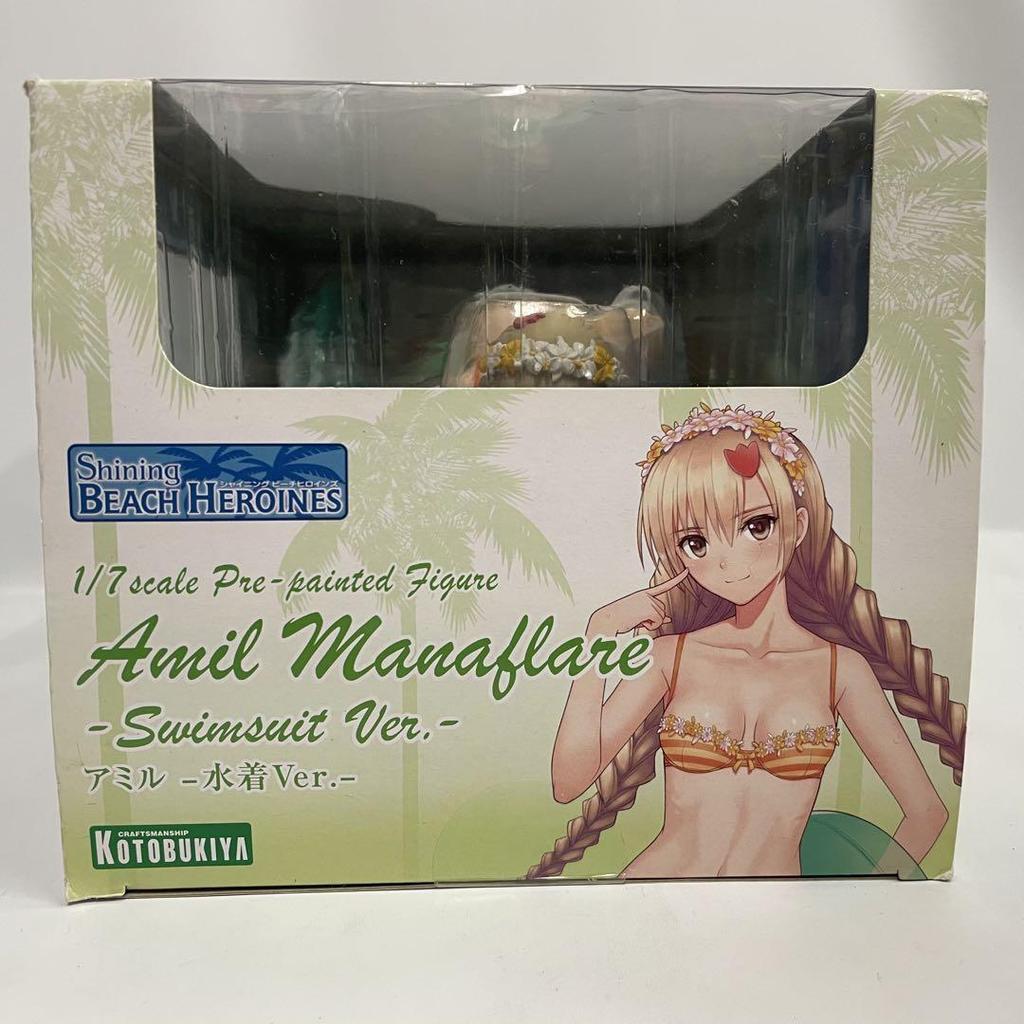 Shining
シャイニング ビーチヒロインズ
BEACH HEROINES
1/7 scale Pre-painted Figure
Amil Manaflare
-Swimsuit Ver.-
アミル -水着Ver.-
CRAFTSMANSHIP
KOTOBUKIYA